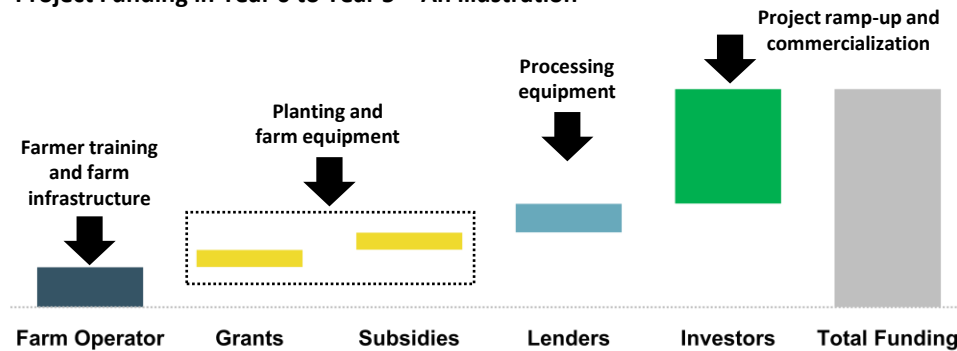 Project ramp-up and
commercialization
Processing
equipment
Planting and
farm equipment
Farmer training
and farm
infrastructure
Farm Operator
Grants
Subsidies
Lenders
Investors
Total Funding